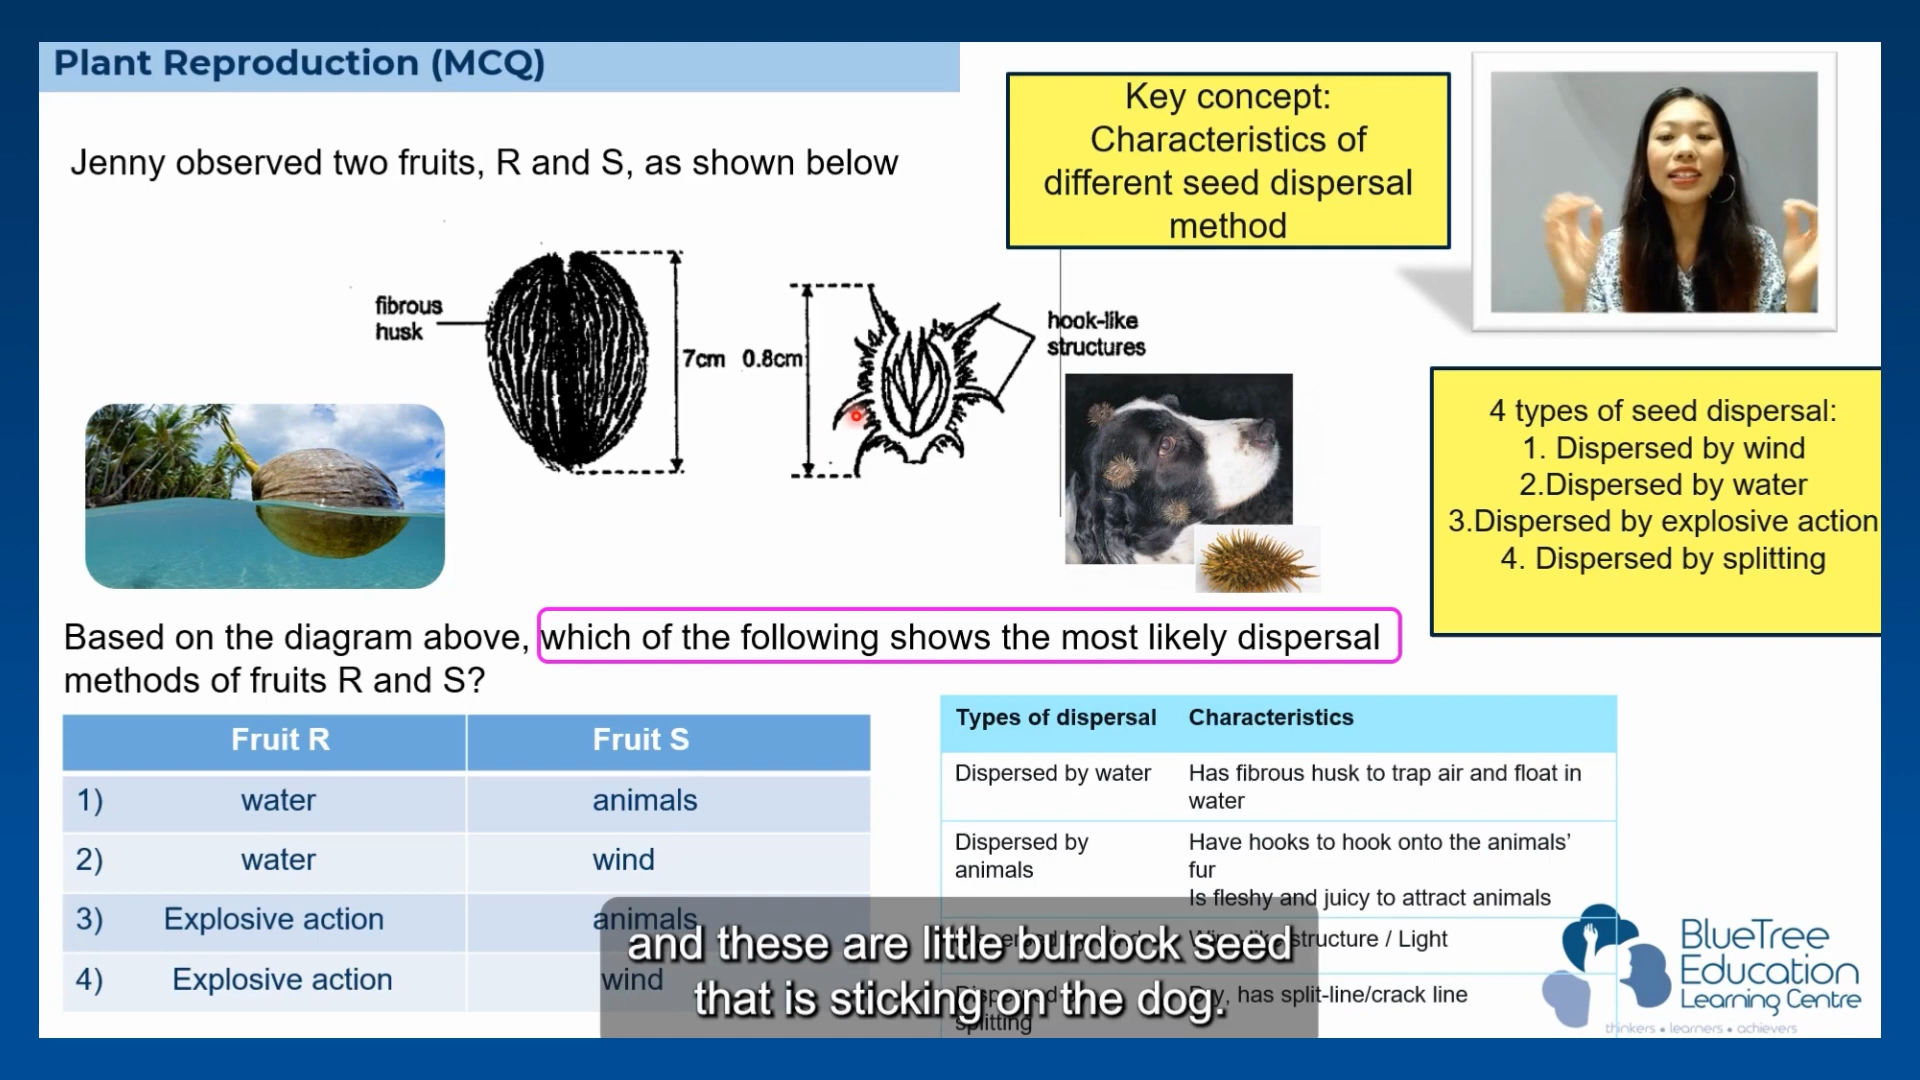 Plant Reproduction (MCQ)
Jenny observed two fruits, R and S, as shown below
Key concept:
Characteristics of
different seed dispersal
method
fibrous
husk
7cm
0.8cm
hook-like
structures
4 types of seed dispersal:
1. Dispersed by wind
2.Dispersed by water
3.Dispersed by explosive action
4. Dispersed by splitting
Based on the diagram above, which of the following shows the most likely dispersal
methods of fruits R and S?
Fruit R Fruit S
1) water animals
2) water wind
3) Explosive action animals
4) Explosive action wind
Types of dispersal Characteristics
Dispersed by water Has fibrous husk to trap air and float in
water
Dispersed by
animals
Have hooks to hook onto the animals’
fur
Is fleshy and juicy to attract animals
structure / Light
has split-line/crack line
splitting
and these are little burdock seed
that is sticking on the dog.
BlueTree
Education
Learning Centre
thinkers • learners • achievers